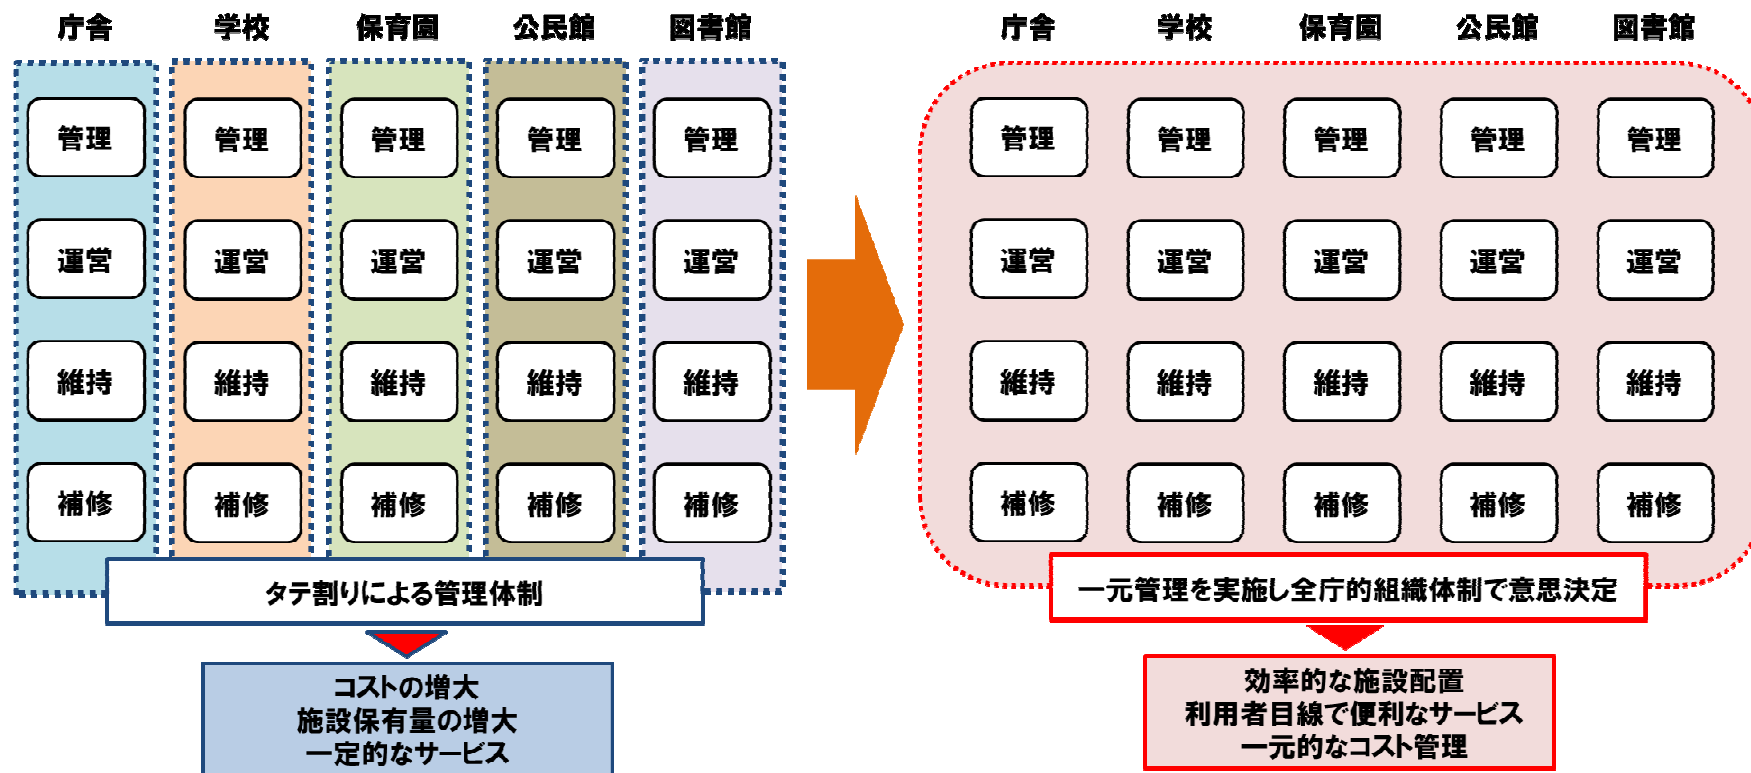 庁舎 学校 保育園 公民館 図書館
管理 管理 管理 管理 管理
運営 運営 運営 運営 運営
維持 維持 維持 維持 維持
補修 補修 補修 補修 補修
タテ割りによる管理体制
コストの増大
施設保有量の増大
一定的なサービス
庁舎 学校 保育園 公民館 図書館
管理 管理 管理 管理 管理
運営 運営 運営 運営 運営
維持 維持 維持 維持 維持
補修 補修 補修 補修 補修
一元管理を実施し全庁的組織体制で意思決定
効率的な施設配置
利用者目線で便利なサービス
一元的なコスト管理